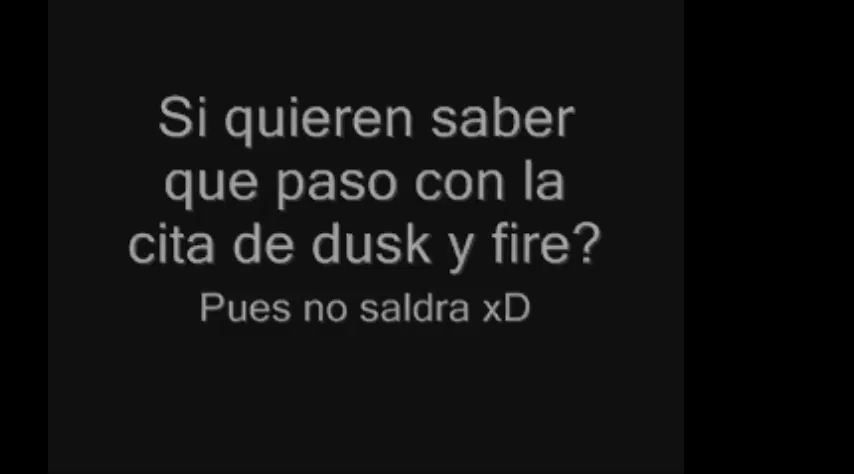 Si quieren saber
que paso con la
cita de dusk y fire?
Pues no saldra xD